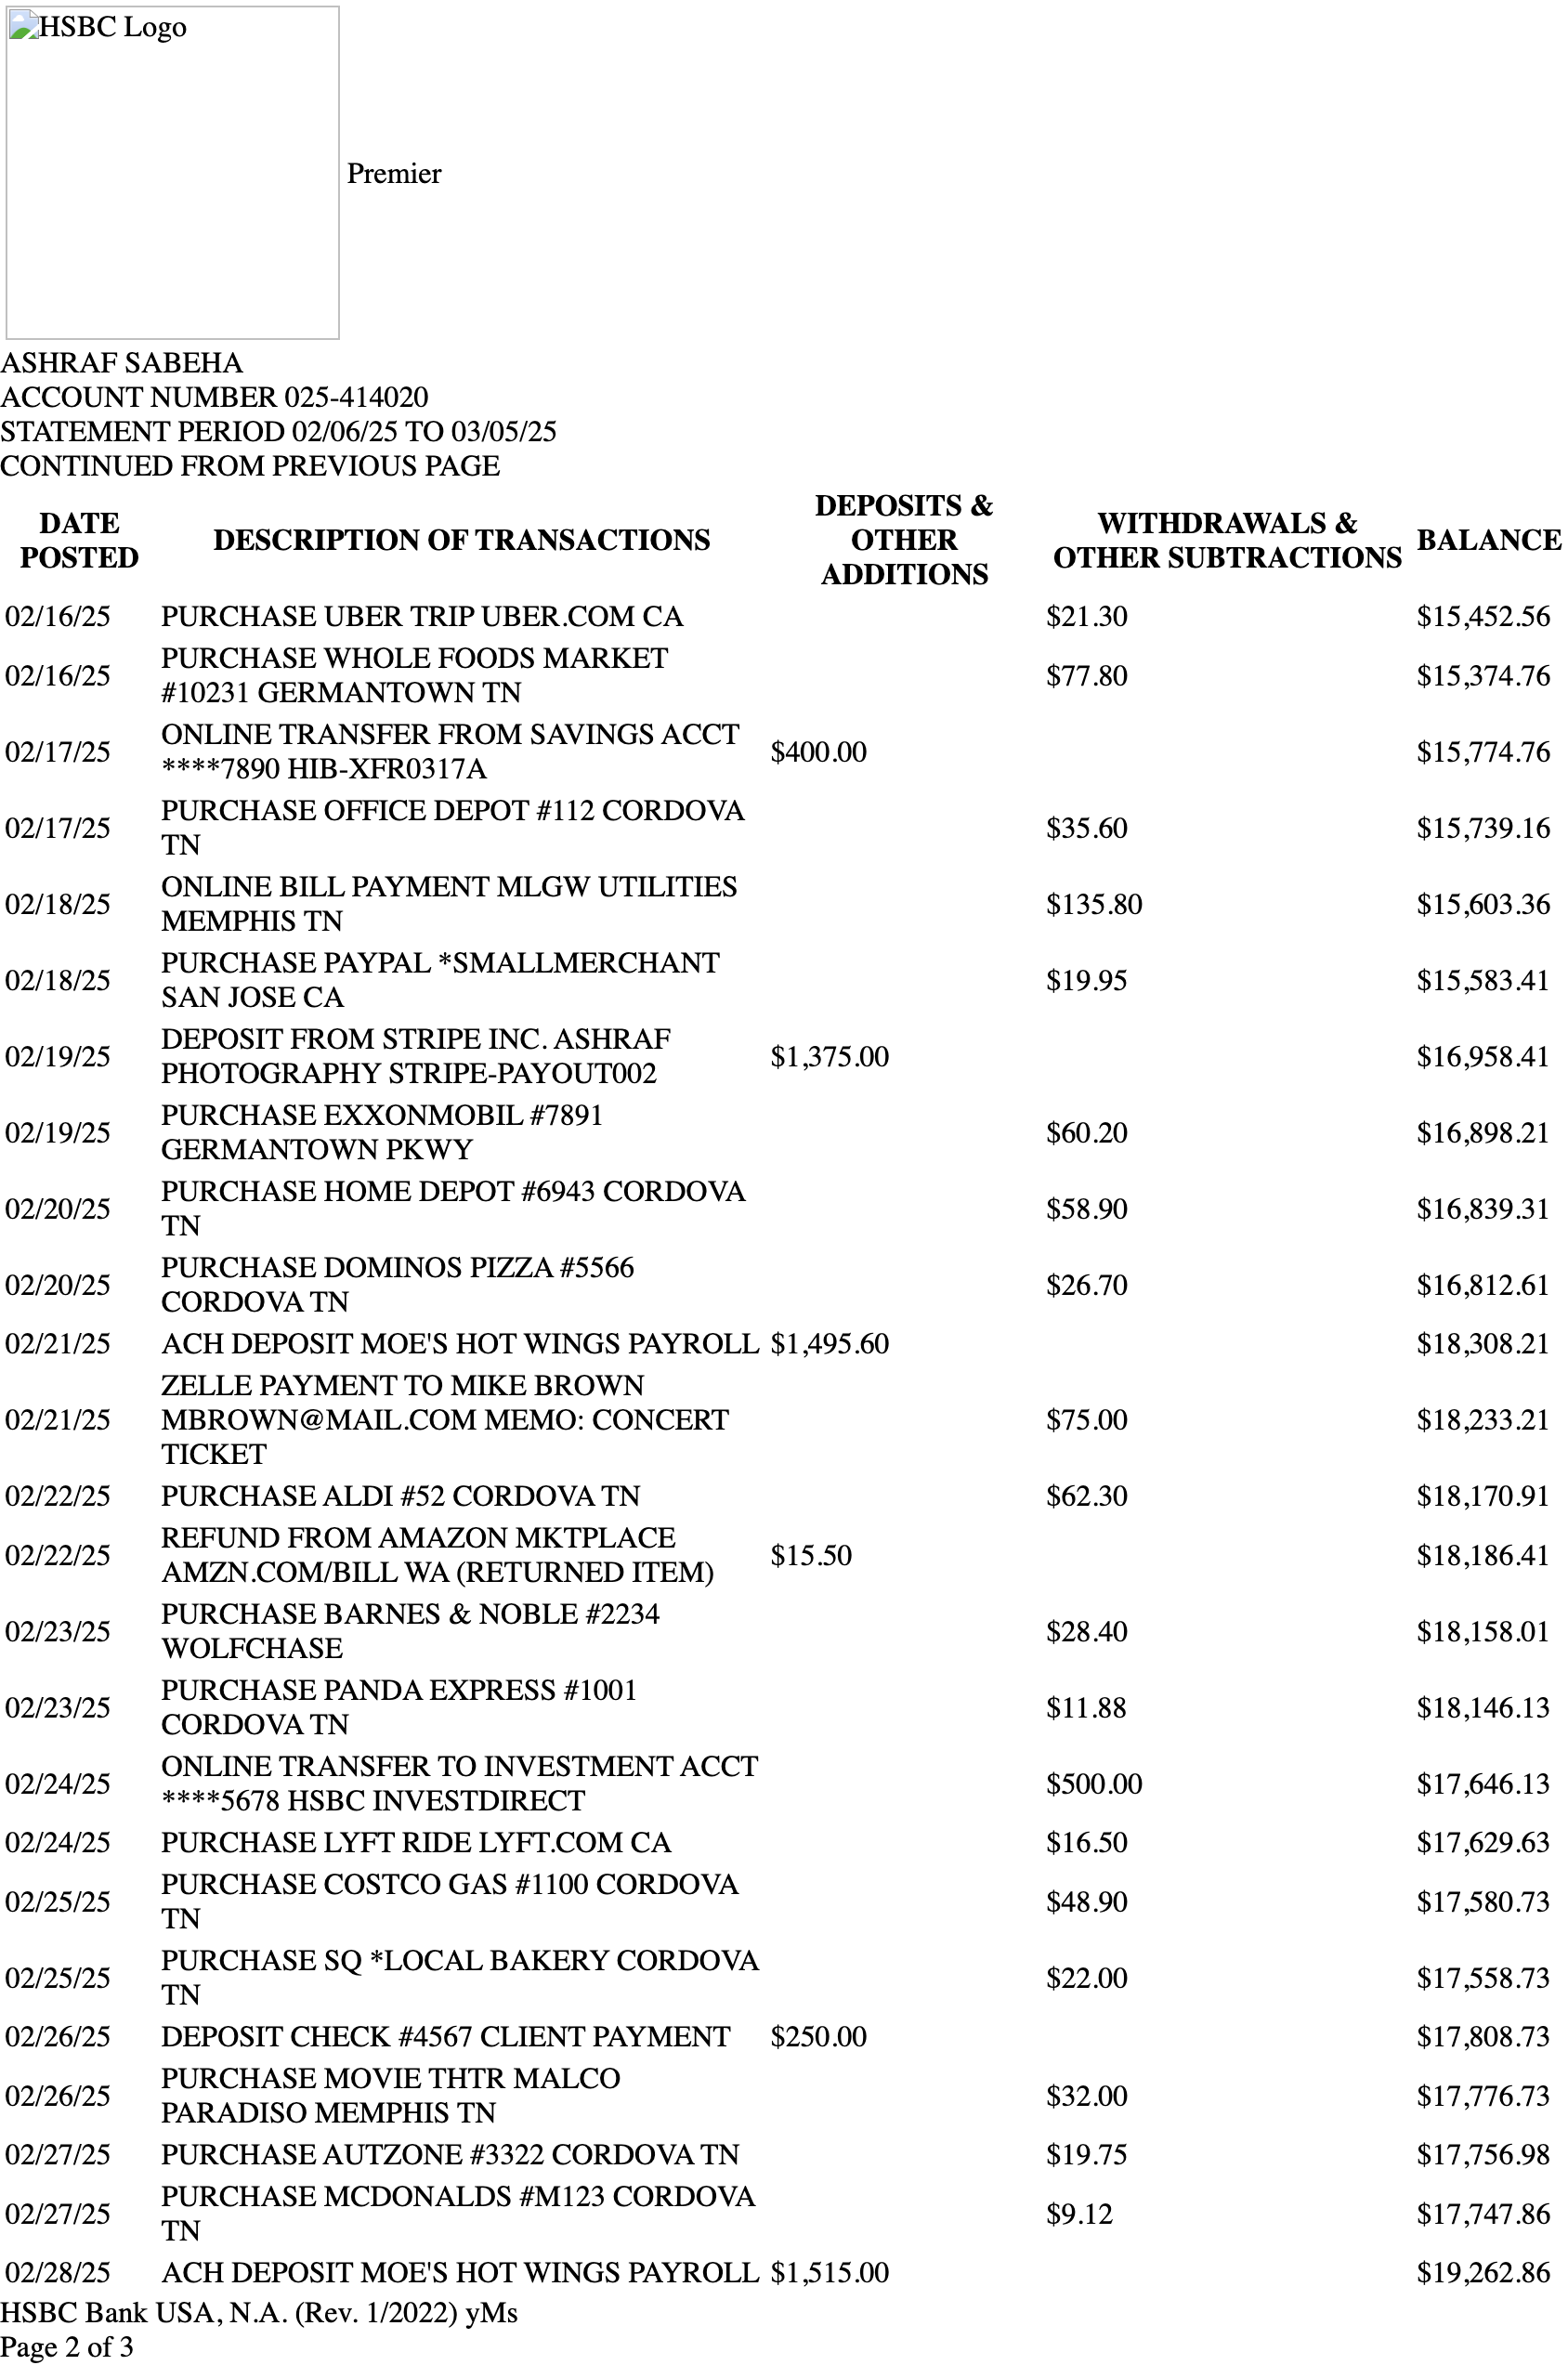 HSBC Logo
Premier
ASHRAF SABEHA
ACCOUNT NUMBER 025-414020
STATEMENT PERIOD 02/06/25 TO 03/05/25
CONTINUED FROM PREVIOUS PAGE
DATE POSTED DESCRIPTION OF TRANSACTIONS DEPOSITS & OTHER ADDITIONS WITHDRAWALS & OTHER SUBTRACTIONS BALANCE
02/16/25 PURCHASE UBER TRIP UBER.COM CA $21.30 $15,452.56
02/16/25 PURCHASE WHOLE FOODS MARKET #10231 GERMANTOWN TN $77.80 $15,374.76
02/17/25 ONLINE TRANSFER FROM SAVINGS ACCT ****7890 HIB-XFR0317A $400.00 $15,774.76
02/17/25 PURCHASE OFFICE DEPOT #112 CORDOVA TN $35.60 $15,739.16
02/18/25 ONLINE BILL PAYMENT MLGW UTILITIES MEMPHIS TN $135.80 $15,603.36
02/18/25 PURCHASE PAYPAL *SMALLMERCHANT SAN JOSE CA $19.95 $15,583.41
02/19/25 DEPOSIT FROM STRIPE INC. ASHRAF PHOTOGRAPHY STRIPE-PAYOUT002 $1,375.00 $16,958.41
02/19/25 PURCHASE EXXONMOBIL #7891 GERMANTOWN PKWY $60.20 $16,898.21
02/20/25 PURCHASE HOME DEPOT #6943 CORDOVA TN $58.90 $16,839.31
02/20/25 PURCHASE DOMINOS PIZZA #5566 CORDOVA TN $26.70 $16,812.61
02/21/25 ACH DEPOSIT MOE'S HOT WINGS PAYROLL $1,495.60 $18,308.21
02/21/25 ZELLE PAYMENT TO MIKE BROWN MBROWN@MAIL.COM MEMO: CONCERT TICKET $75.00 $18,233.21
02/22/25 PURCHASE ALDI #52 CORDOVA TN $62.30 $18,170.91
02/22/25 REFUND FROM AMAZON MKTPLACE AMZN.COM/BILL WA (RETURNED ITEM) $15.50 $18,186.41
02/23/25 PURCHASE BARNES & NOBLE #2234 WOLFCHASE $28.40 $18,158.01
02/23/25 PURCHASE PANDA EXPRESS #1001 CORDOVA TN $11.88 $18,146.13
02/24/25 ONLINE TRANSFER TO INVESTMENT ACCT ****5678 HSBC INVESTDIRECT $500.00 $17,646.13
02/24/25 PURCHASE LYFT RIDE LYFT.COM CA $16.50 $17,629.63
02/25/25 PURCHASE COSTCO GAS #1100 CORDOVA TN $48.90 $17,580.73
02/25/25 PURCHASE SQ *LOCAL BAKERY CORDOVA TN $22.00 $17,558.73
02/26/25 DEPOSIT CHECK #4567 CLIENT PAYMENT $250.00 $17,808.73
02/26/25 PURCHASE MOVIE THTR MALCO PARADISO MEMPHIS TN $32.00 $17,776.73
02/27/25 PURCHASE AUTZONE #3322 CORDOVA TN $19.75 $17,756.98
02/27/25 PURCHASE MCDONALDS #M123 CORDOVA TN $9.12 $17,747.86
02/28/25 ACH DEPOSIT MOE'S HOT WINGS PAYROLL $1,515.00 $19,262.86
HSBC Bank USA, N.A. (Rev. 1/2022) yMs
Page 2 of 3